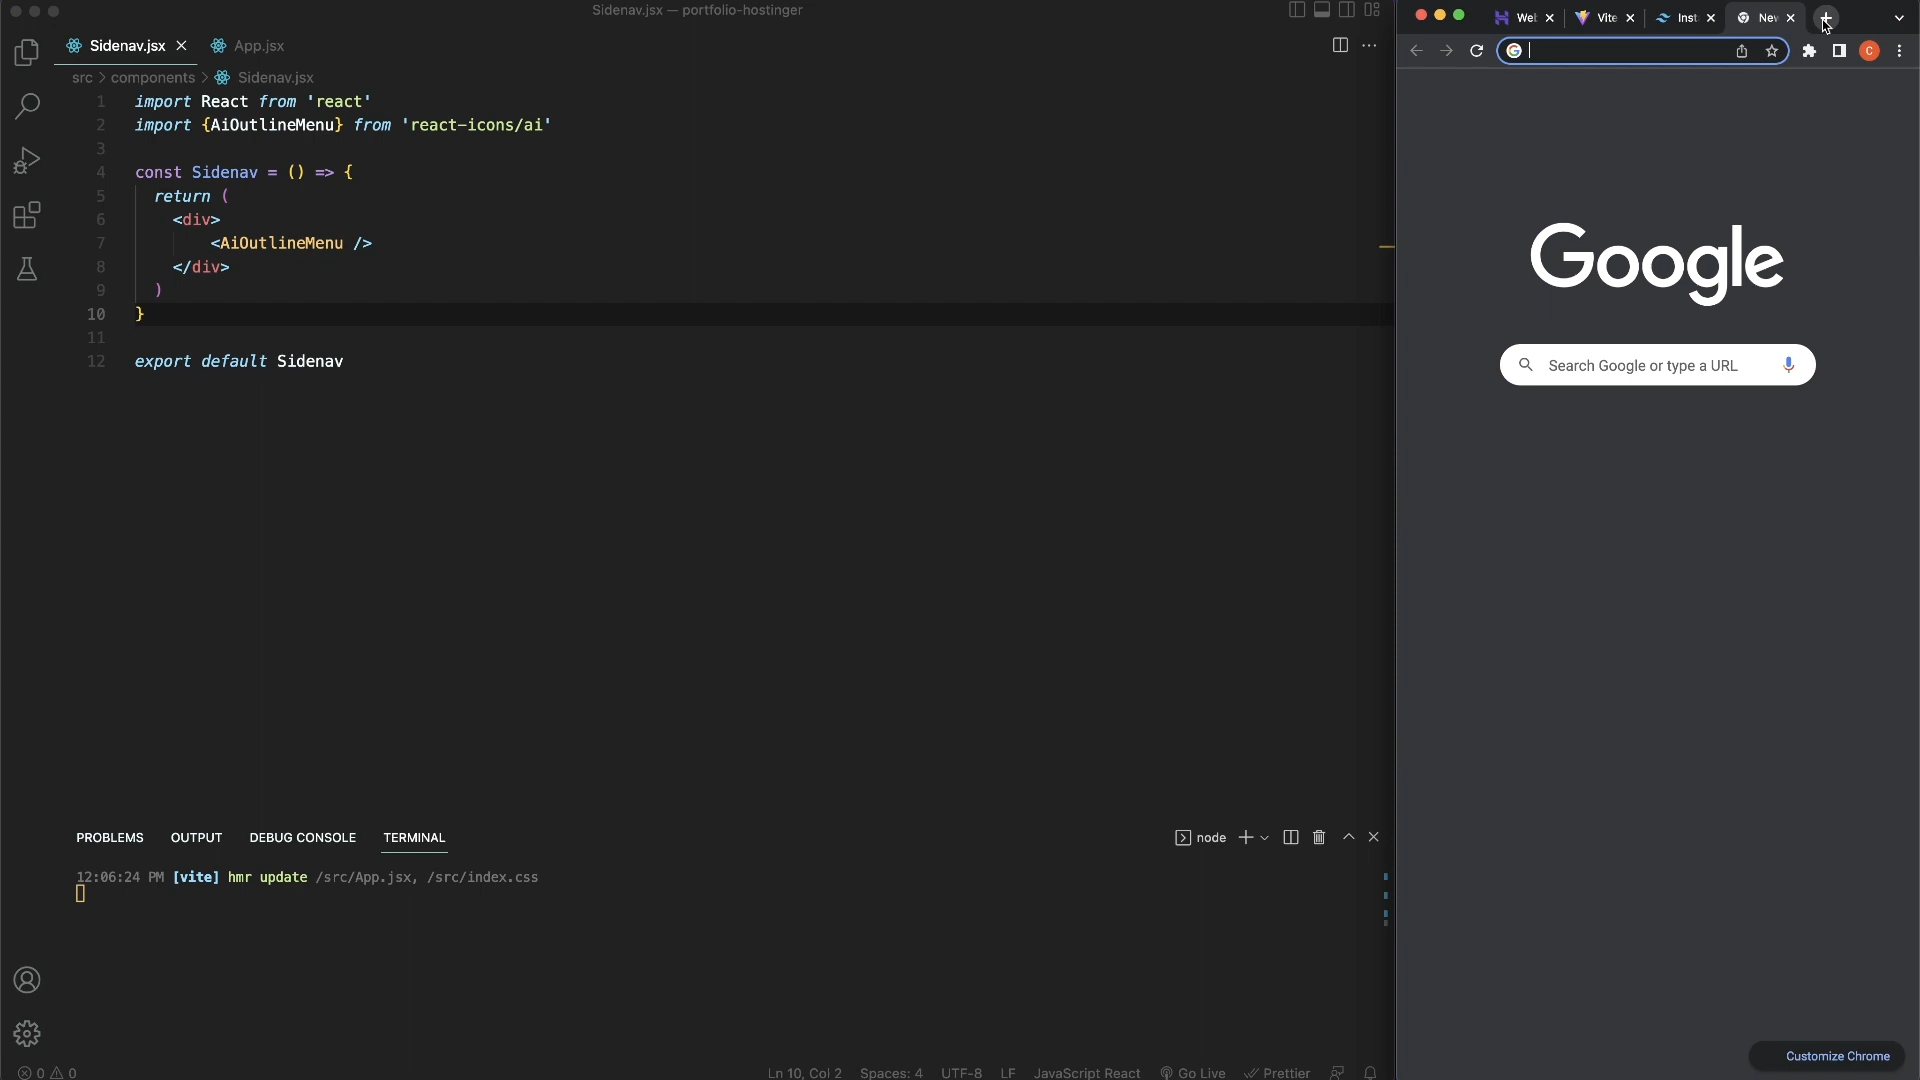 Sidenav.jsx — portfolio-hostinger
Sidenav.jsx
App.jsx
src > components > Sidenav.jsx
1 import React from 'react'
2 import {AiOutlineMenu} from 'react-icons/ai'
3
4 const Sidenav = () => {
5 return (
6 <div>
7 <AiOutlineMenu />
8 </div>
9 )
10 }
11
12 export default Sidenav
PROBLEMS OUTPUT DEBUG CONSOLE TERMINAL
node
12:06:24 PM [vite] hmr update /src/App.jsx, /src/index.css
0 0
Ln 10, Col 2 Spaces: 4 UTF-8 LF JavaScript React Go Live Prettier
Vite
Inst
C
Google
Search Google or type a URL
Customize Chrome